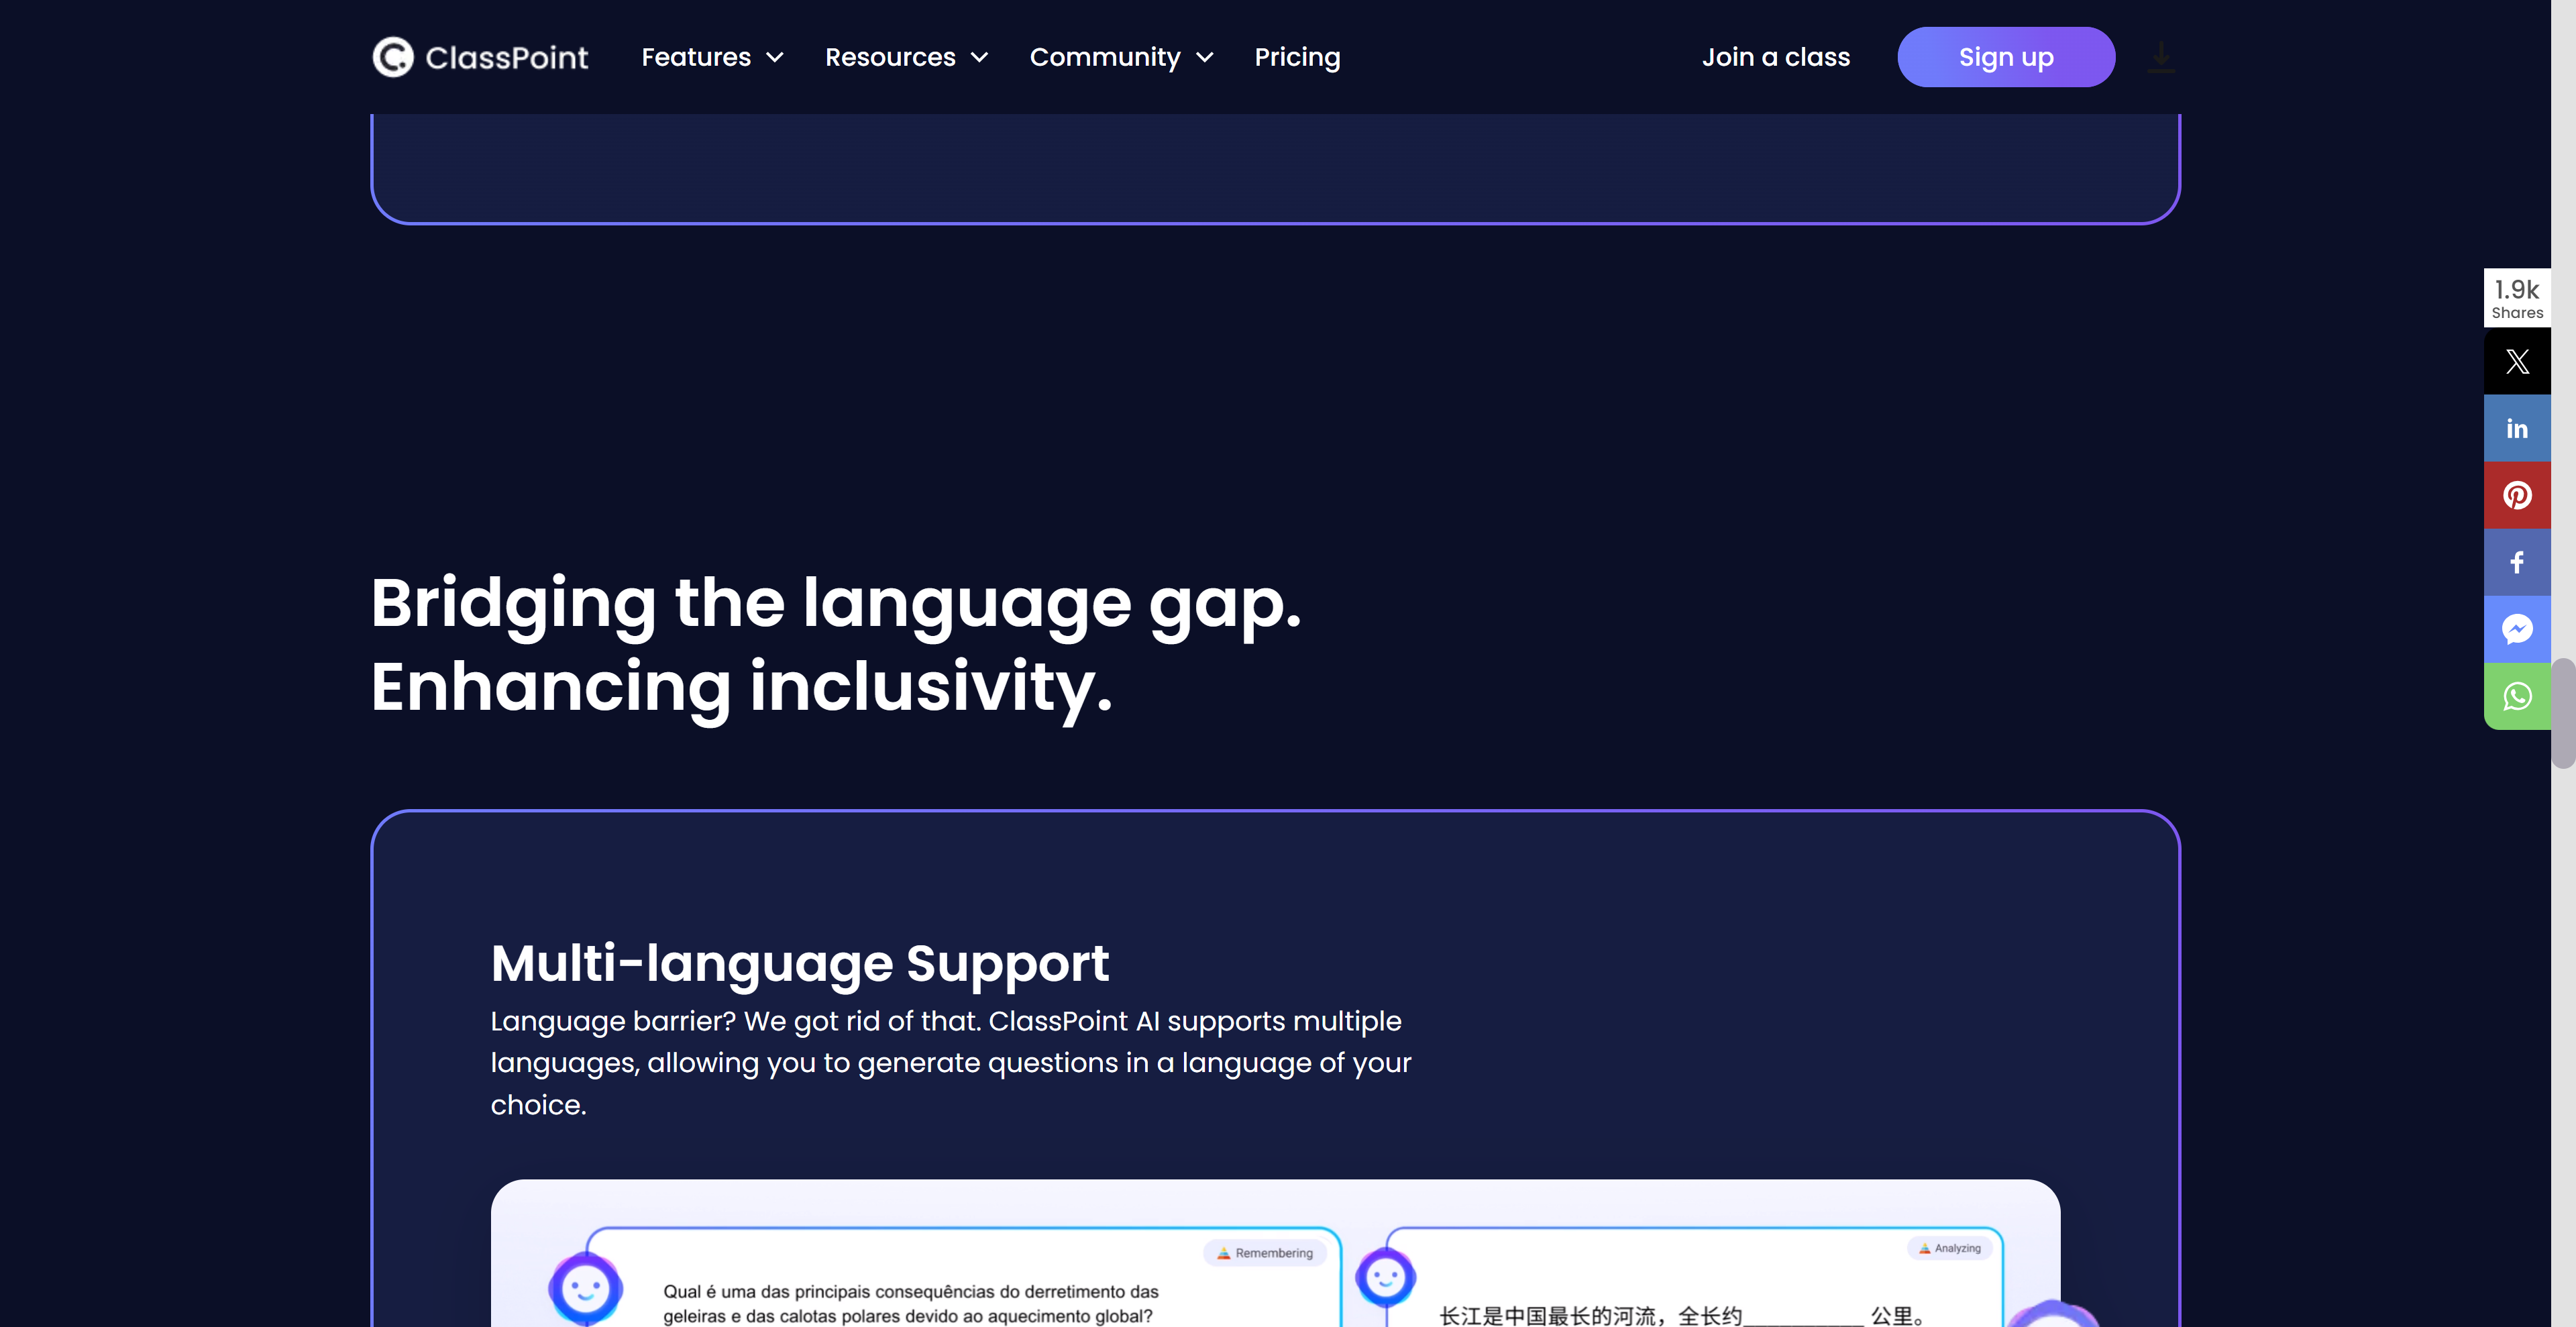 ClassPoint
Features
Resources
Community
Pricing
Join a class
Sign up
1.9k
Shares
Bridging the language gap.
Enhancing inclusivity.
Multi-language Support
Language barrier? We got rid of that. ClassPoint AI supports multiple
languages, allowing you to generate questions in a language of your
choice.
Remembering
Qual é uma das principais consequências do derretimento das
geleiras e das calotas polares devido ao aquecimento global?
Analyzing
长江是中国最长的河流，全长约__________ 公里。